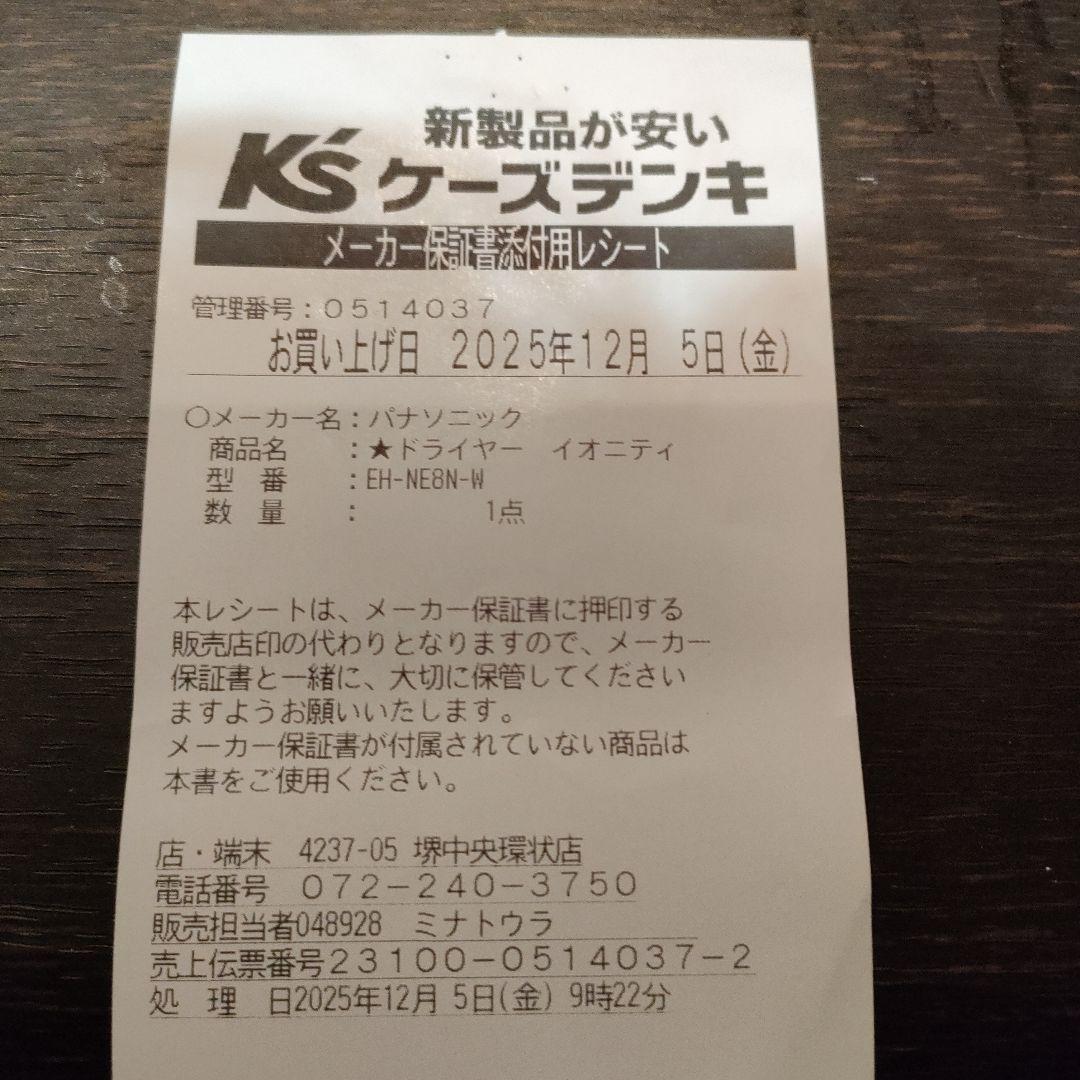 新製品が安い
K's ケーズデンキ
メーカー保証書添付用レシート
管理番号：０５１４０３７
お買い上げ日　２０２５年１２月　５日（金）
〇メーカー名：パナソニック
商品名　　：★ドライヤー　イオニティ
型　番　　：EH-NE8N-W
数　量　　：　　　　　1点
本レシートは、メーカー保証書に押印する
販売店印の代わりとなりますので、メーカー
保証書と一緒に、大切に保管してください
ますようお願いいたします。
メーカー保証書が付属されていない商品は
本書をご使用ください。
店・端末　4237-05 堺中央環状店
電話番号　０７２－２４０－３７５０
販売担当者048928　ミナトウラ
売上伝票番号２３１００－０５１４０３７－２
処　理　日2025年12月 5日(金) 9時22分